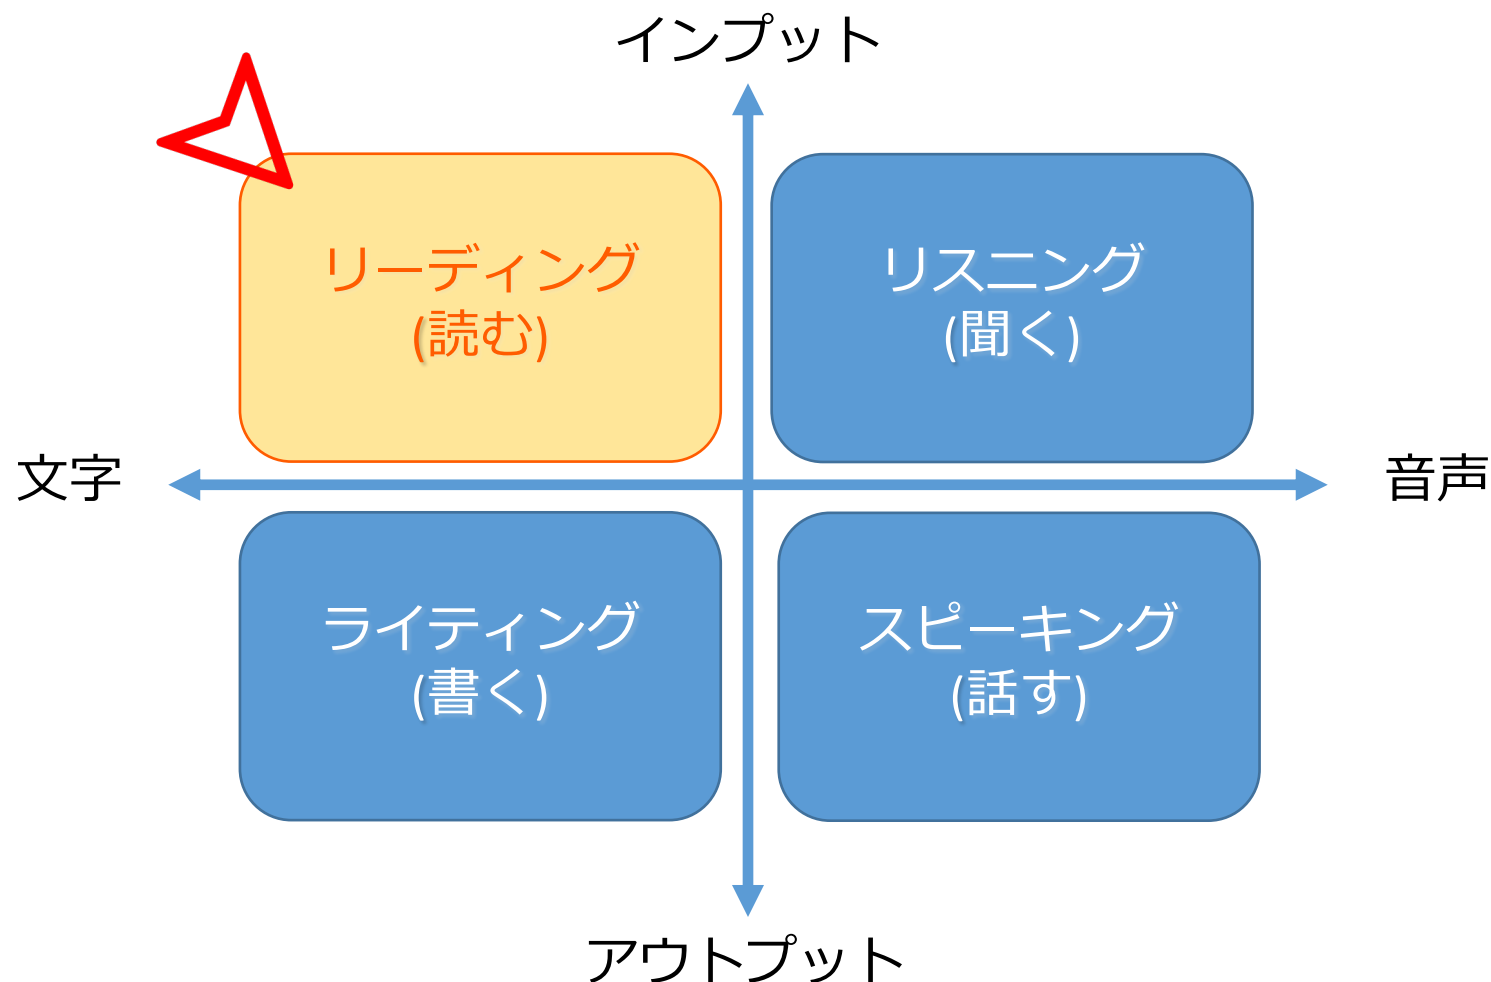 インプット
リーディング
(読む)
リスニング
(聞く)
文字
音声
ライティング
(書く)
スピーキング
(話す)
アウトプット